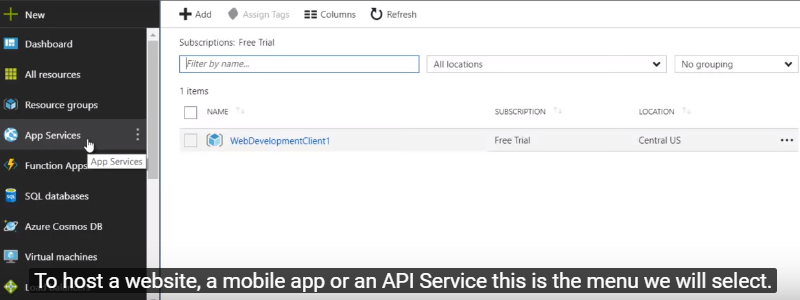 New
Dashboard
All resources
Resource groups
App Services
App Services
Function Apps
SQL databases
Azure Cosmos DB
Virtual machines
Add Assign Tags Columns Refresh
Subscriptions: Free Trial
Filter by name... All locations No grouping
1 items
NAME SUBSCRIPTION LOCATION
WebDevelopmentClient1 Free Trial Central US
To host a website, a mobile app or an API Service this is the menu we will select.